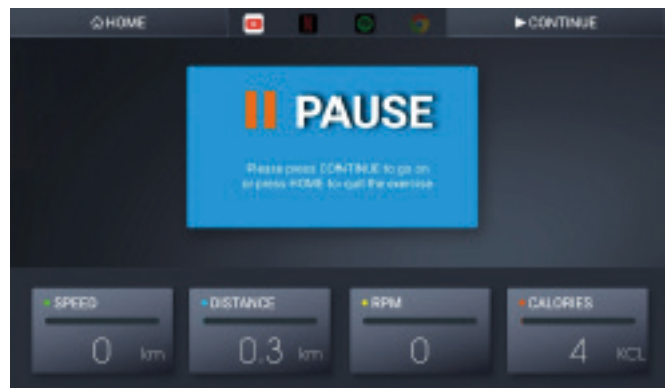 HOME
CONTINUE
PAUSE
Please press CONTINUE to go on
or press HOME to quit the exercise
SPEED
DISTANCE
RPM
CALORIES
0 km
0.3 km
0
4 KCL